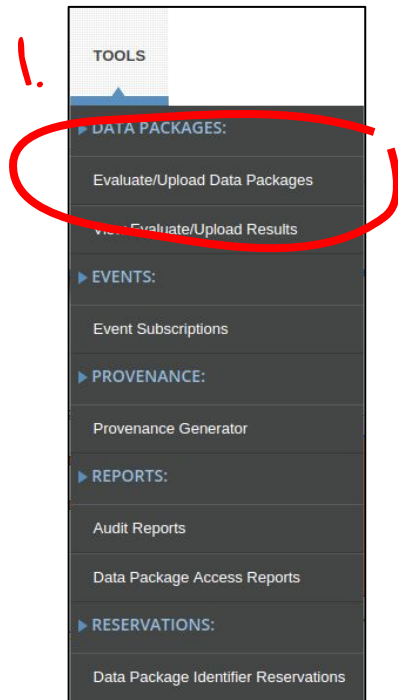 1.
TOOLS
DATA PACKAGES:
Evaluate/Upload Data Packages
View Evaluate/Upload Results
EVENTS:
Event Subscriptions
PROVENANCE:
Provenance Generator
REPORTS:
Audit Reports
Data Package Access Reports
RESERVATIONS:
Data Package Identifier Reservations